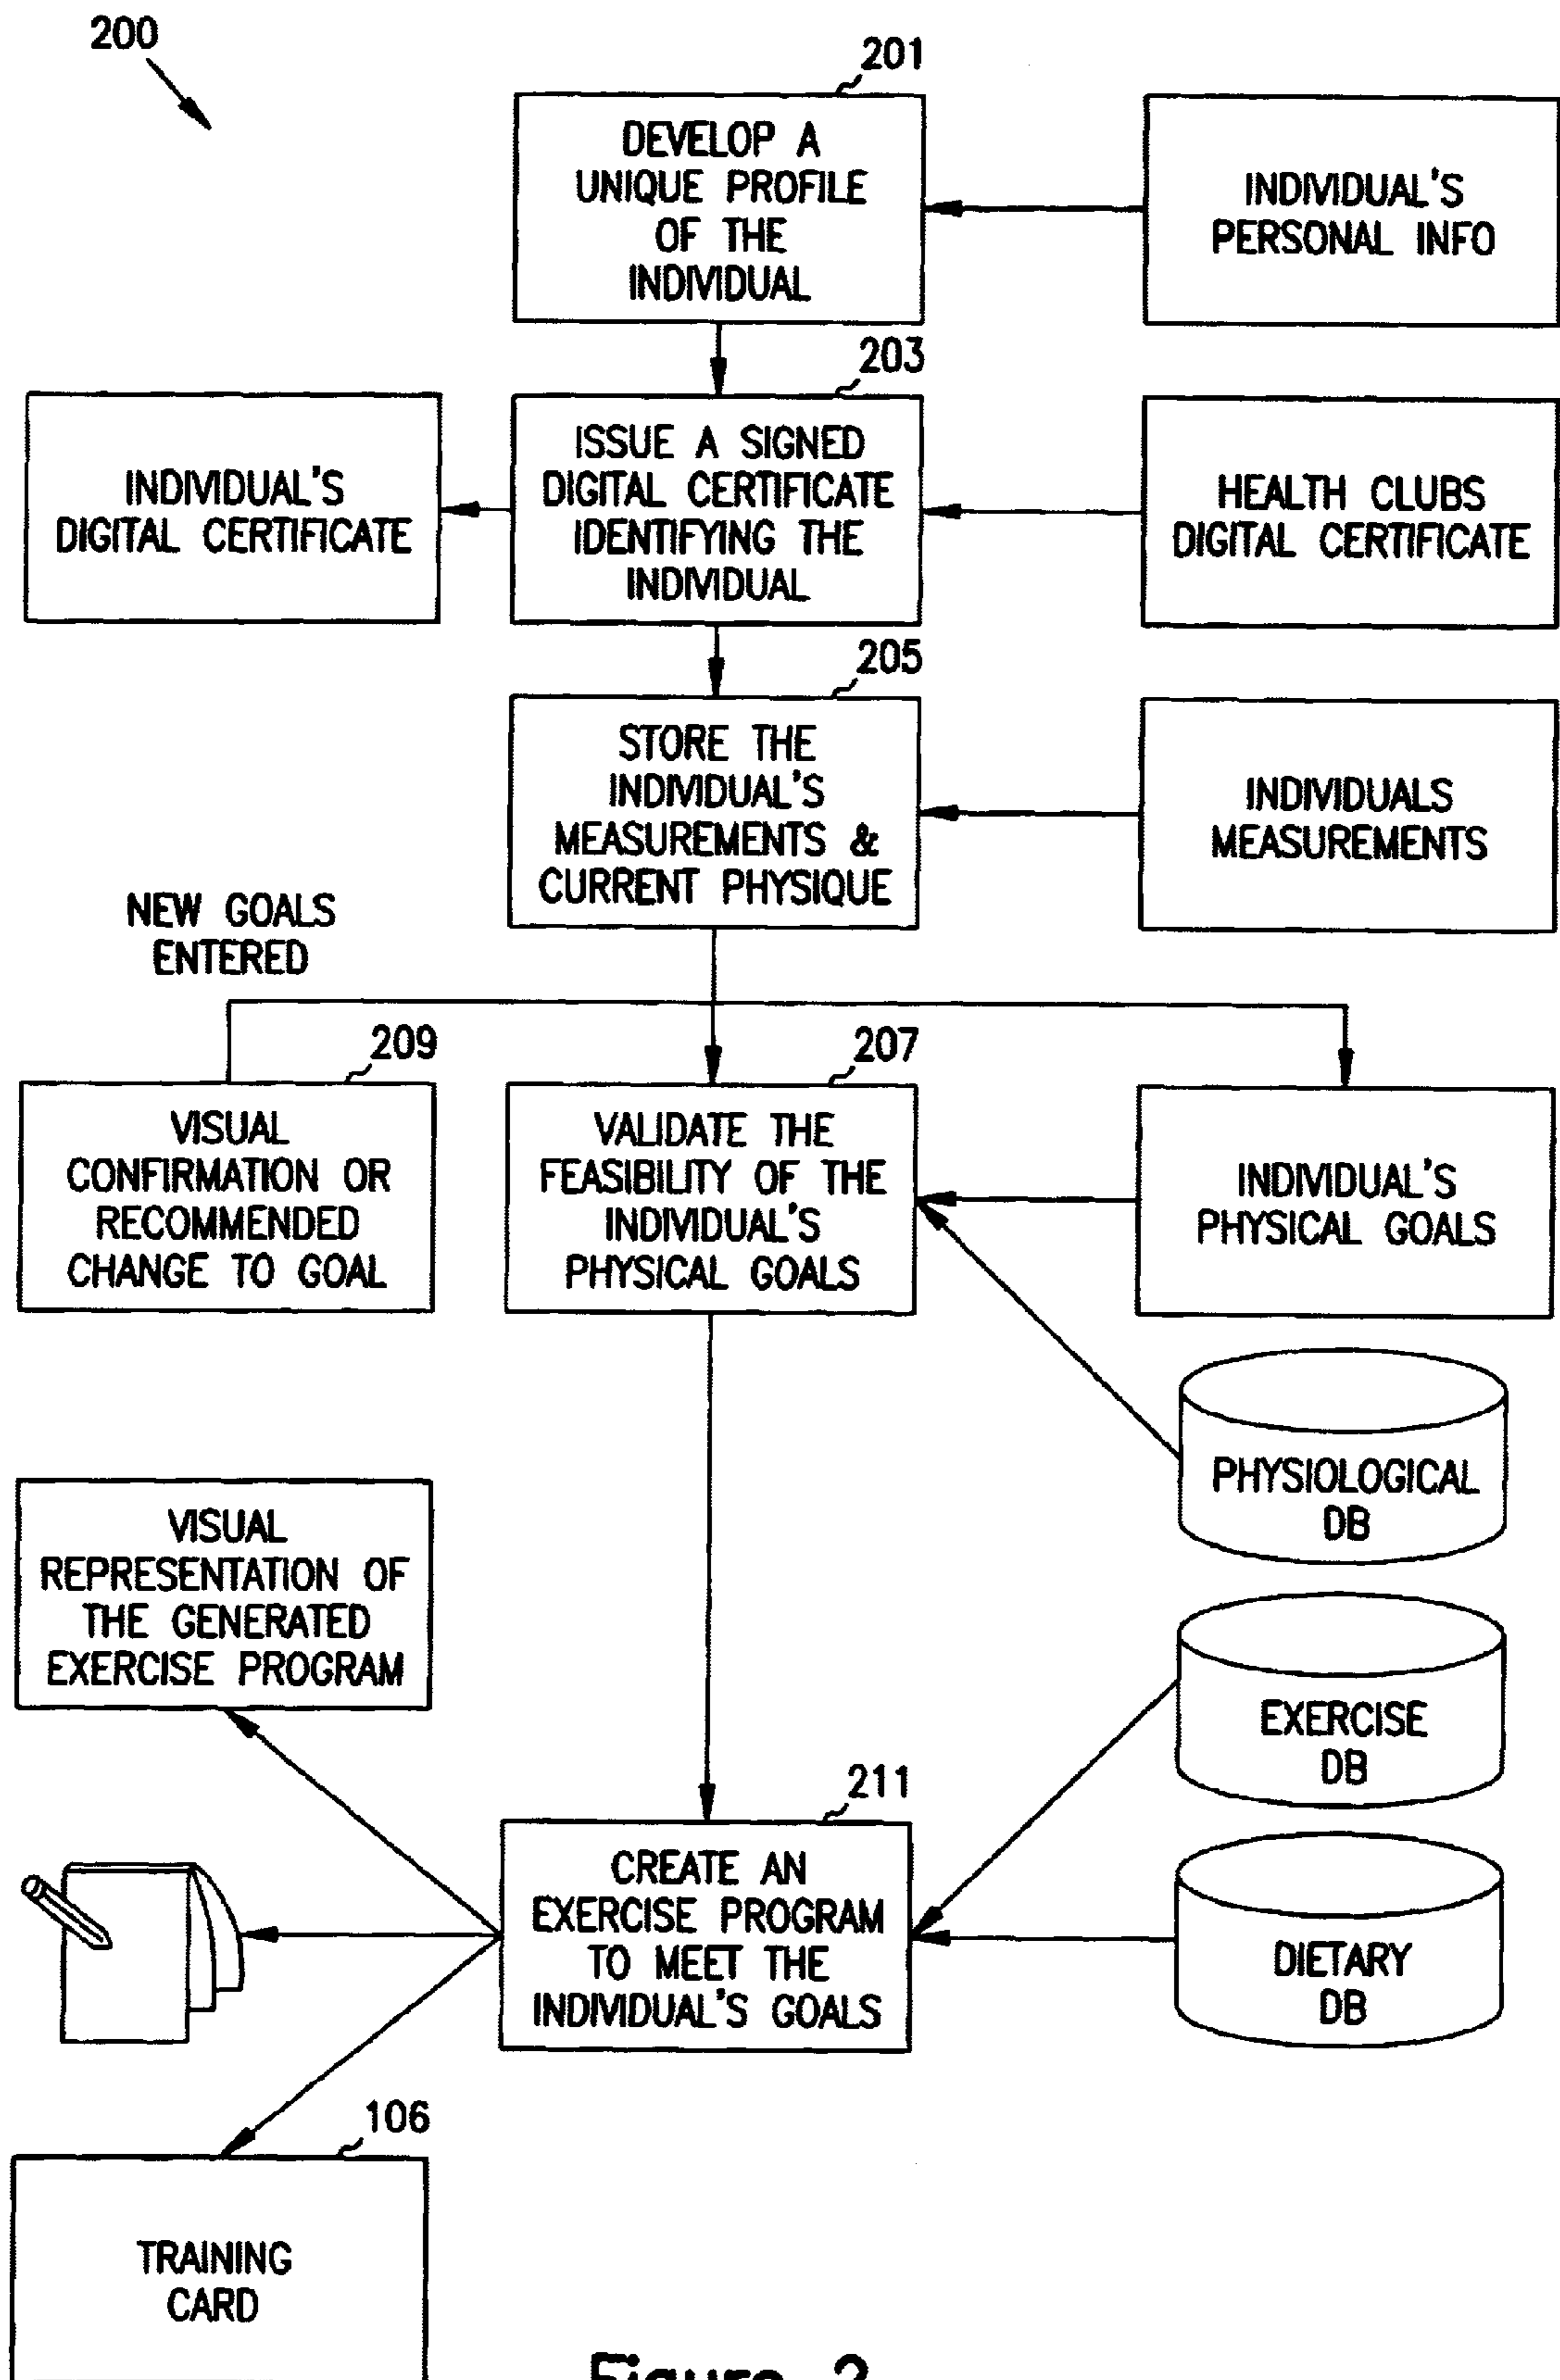 200
201
DEVELOP A
UNIQUE PROFILE
OF THE
INDIVIDUAL
INDIVIDUAL'S
PERSONAL INFO
203
INDIVIDUAL'S
DIGITAL CERTIFICATE
ISSUE A SIGNED
DIGITAL CERTIFICATE
IDENTIFYING THE
INDIVIDUAL
HEALTH CLUBS
DIGITAL CERTIFICATE
205
STORE THE
INDIVIDUAL'S
MEASUREMENTS &
CURRENT PHYSIQUE
INDIVIDUALS
MEASUREMENTS
NEW GOALS
ENTERED
209
VISUAL
CONFIRMATION OR
RECOMMENDED
CHANGE TO GOAL
207
VALIDATE THE
FEASIBILITY OF THE
INDIVIDUAL'S
PHYSICAL GOALS
INDIVIDUAL'S
PHYSICAL GOALS
PHYSIOLOGICAL
DB
VISUAL
REPRESENTATION OF
THE GENERATED
EXERCISE PROGRAM
EXERCISE
DB
211
CREATE AN
EXERCISE PROGRAM
TO MEET THE
INDIVIDUAL'S GOALS
DIETARY
DB
106
TRAINING
CARD
Figure 2